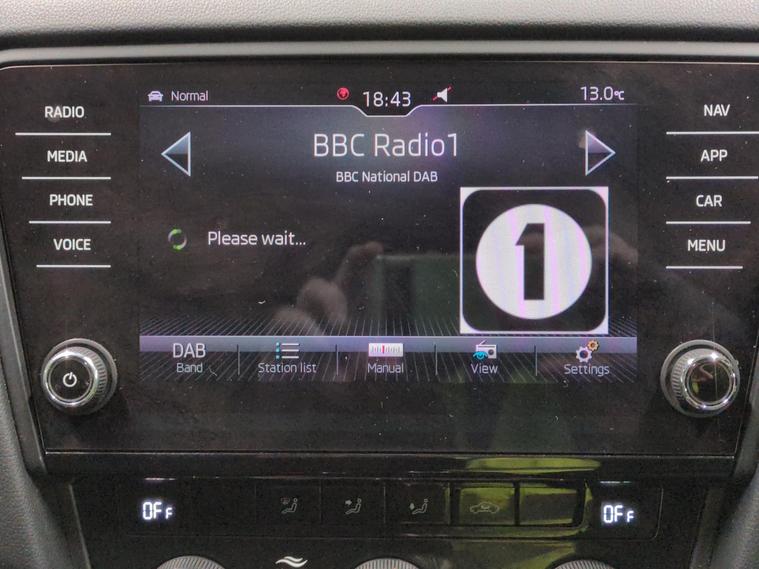 Normal 18:43 13.0°C
RADIO
MEDIA
PHONE
VOICE
BBC Radio1
BBC National DAB
Please wait...
1
NAV
APP
CAR
MENU
DAB
Band
Station list
Manual
View
Settings
OFF
OFF